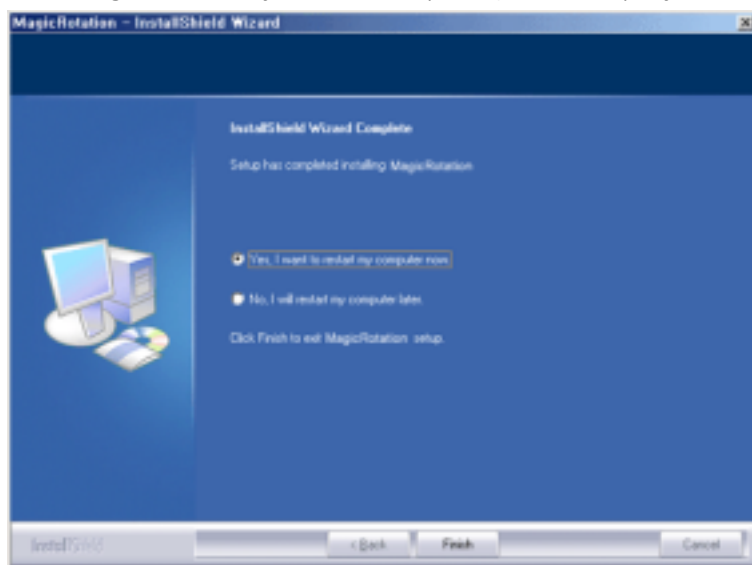 MagicRotation - InstallShield Wizard
InstallShield Wizard Complete
Setup has completed installing MagicRotation
Yes, I want to restart my computer now.
No, I will restart my computer later.
Click Finish to exit MagicRotation setup.
InstallShield
< Back
Finish
Cancel